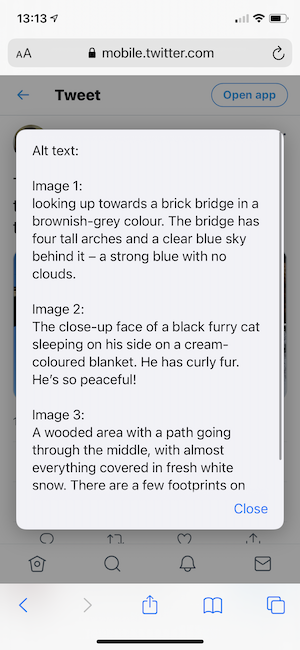 13:13
AA mobile.twitter.com
Tweet Open app
Alt text:
Image 1:
looking up towards a brick bridge in a
brownish-grey colour. The bridge has
four tall arches and a clear blue sky
behind it – a strong blue with no
clouds.
Image 2:
The close-up face of a black furry cat
sleeping on his side on a cream-
coloured blanket. He has curly fur.
He's so peaceful!
Image 3:
A wooded area with a path going
through the middle, with almost
everything covered in fresh white
snow. There are a few footprints on
Close